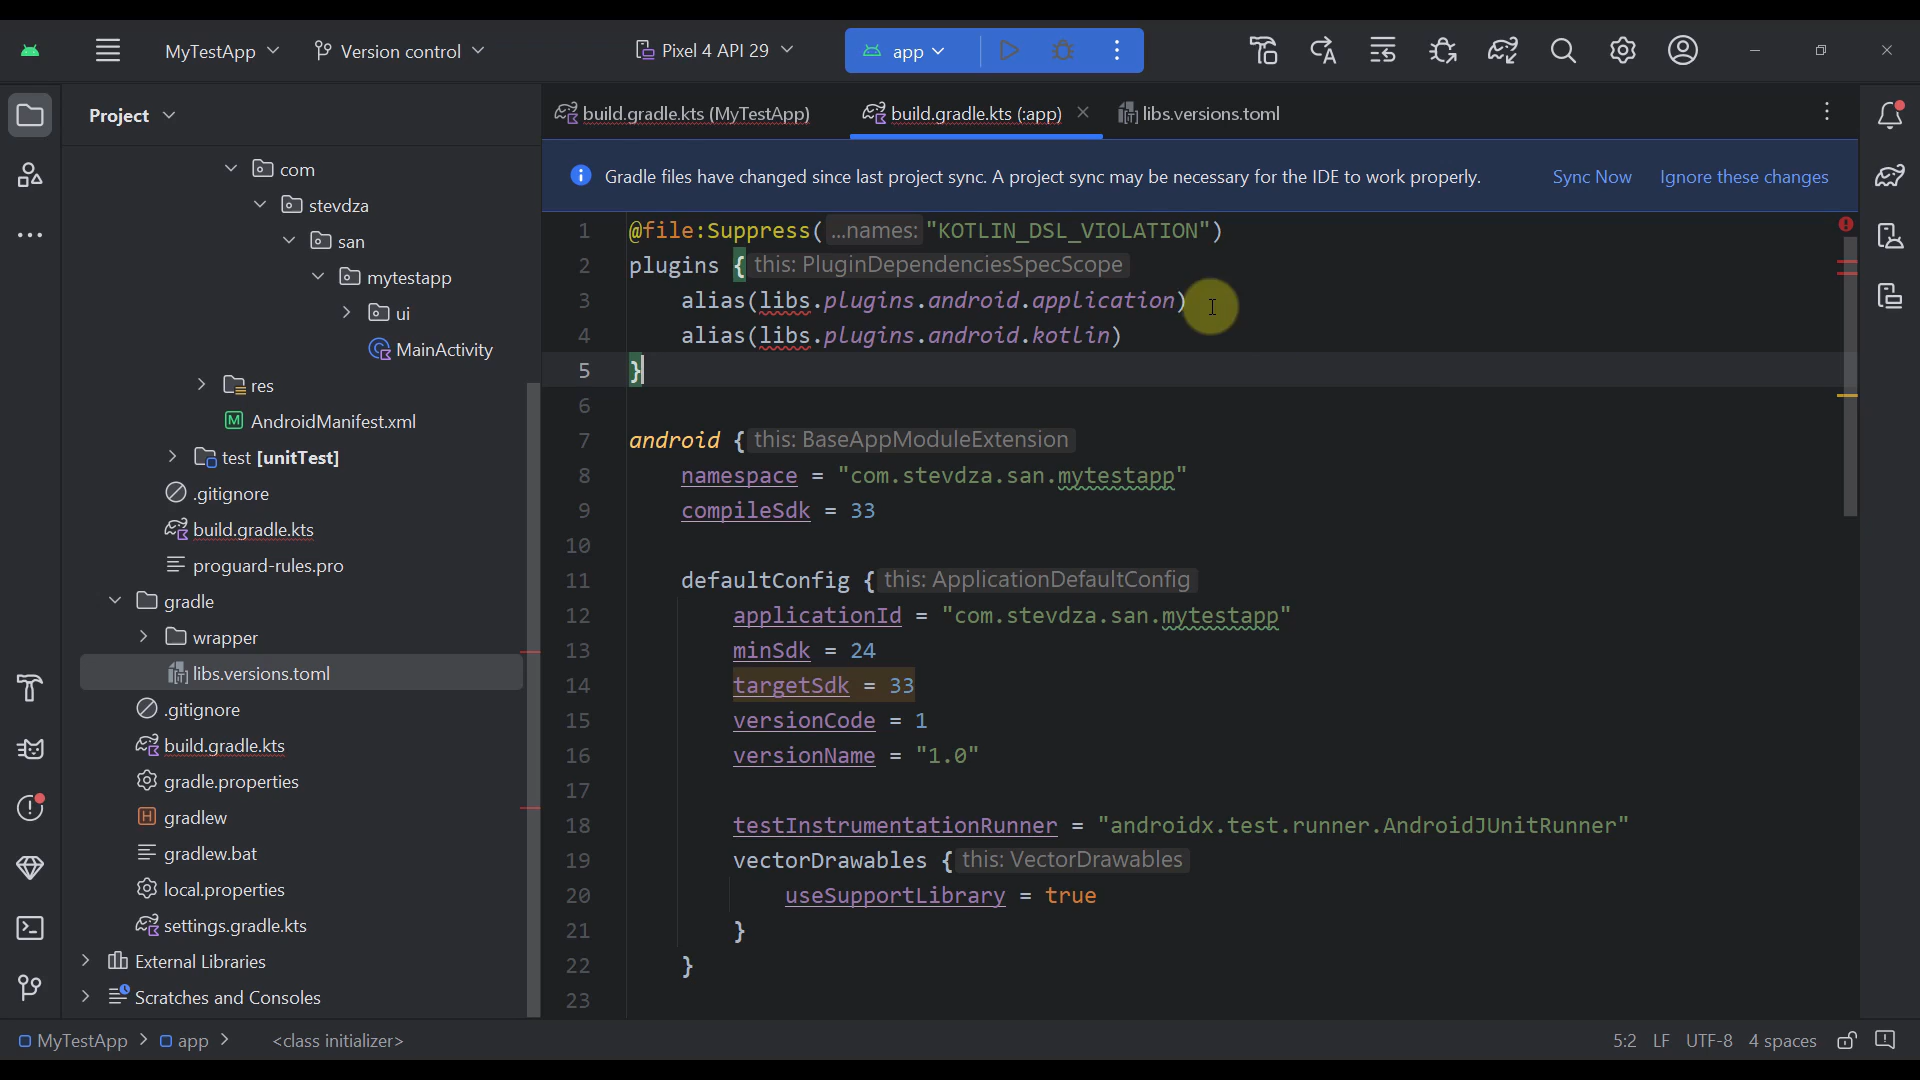 MyTestApp
Version control
Pixel 4 API 29
app
Project
com
stevdza
san
mytestapp
ui
MainActivity
res
AndroidManifest.xml
test [unitTest]
.gitignore
build.gradle.kts
proguard-rules.pro
gradle
wrapper
libs.versions.toml
.gitignore
build.gradle.kts
gradle.properties
gradlew
gradlew.bat
local.properties
settings.gradle.kts
External Libraries
Scratches and Consoles
build.gradle.kts (MyTestApp)
build.gradle.kts (:app)
libs.versions.toml
Gradle files have changed since last project sync. A project sync may be necessary for the IDE to work properly.
Sync Now
Ignore these changes
1 @file:Suppress( ...names: "KOTLIN_DSL_VIOLATION")
2 plugins { this: PluginDependenciesSpecScope
3 alias(libs.plugins.android.application)
4 alias(libs.plugins.android.kotlin)
5 }
6
7 android { this: BaseAppModuleExtension
8 namespace = "com.stevdza.san.mytestapp"
9 compileSdk = 33
10
11 defaultConfig { this: ApplicationDefaultConfig
12 applicationId = "com.stevdza.san.mytestapp"
13 minSdk = 24
14 targetSdk = 33
15 versionCode = 1
16 versionName = "1.0"
17
18 testInstrumentationRunner = "androidx.test.runner.AndroidJUnitRunner"
19 vectorDrawables { this: VectorDrawables
20 useSupportLibrary = true
21 }
22 }
23
MyTestApp > app > <class initializer>
5:2 LF UTF-8 4 spaces